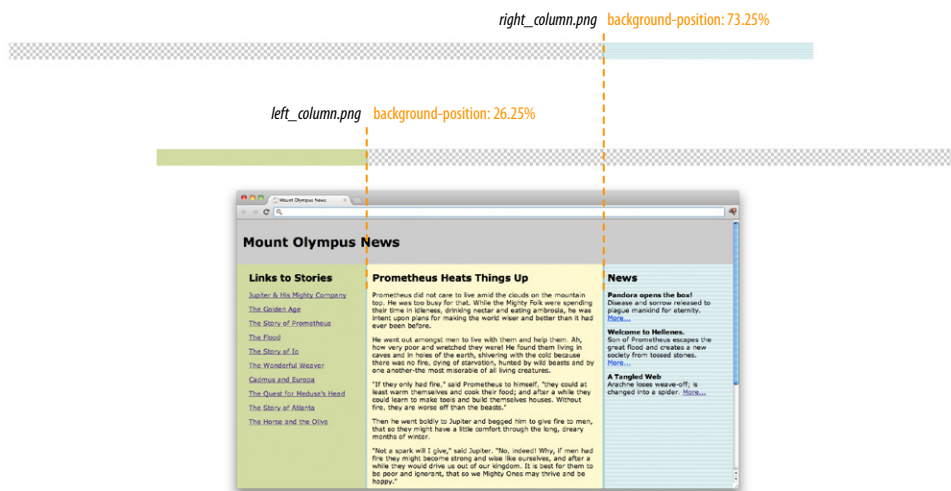 right_column.png background-position: 73.25%
left_column.png background-position: 26.25%
Mount Olympus News
Mount Olympus News
Links to Stories
Jupiter & His Mighty Company
The Golden Age
The Story of Prometheus
The Flood
The Story of Io
The Wonderful Weaver
Cadmus and Europa
The Quest for Medusa's Head
The Story of Atlanta
The Horse and the Olive
Prometheus Heats Things Up
Prometheus did not care to live amid the clouds on the mountain
top. He was too busy for that. While the Mighty Folk were spending
their time in idleness, drinking nectar and eating ambrosia, he was
intent upon plans for making the world wiser and better than it had
ever been before.
He went out amongst men to live with them and help them. Ah,
how very poor and wretched they were! He found them living in
caves and in holes of the earth, shivering with the cold because
there was no fire, dying of starvation, hunted by wild beasts and by
one another-the most miserable of all living creatures.
"If they only had fire," said Prometheus to himself, "they could at
least warm themselves and cook their food; and after a while they
could learn to make tools and build themselves houses. Without
fire, they are worse off than the beasts."
Then he went boldly to Jupiter and begged him to give fire to men,
that so they might have a little comfort through the long, dreary
months of winter.
"Not a spark will I give," said Jupiter. "No, indeed! Why, if men had
fire they might become strong and wise like ourselves, and after a
while they would drive us out of our kingdom. It is best for them to
be poor and ignorant, that so we Mighty Ones may thrive and be
happy."
News
Pandora opens the box!
Disease and sorrow released to
plague mankind for eternity.
More...
Welcome to Hellenes.
Son of Prometheus escapes the
great flood and creates a new
society from tossed stones.
More...
A Tangled Web
Arachne loses weave-off; is
changed into a spider. More...